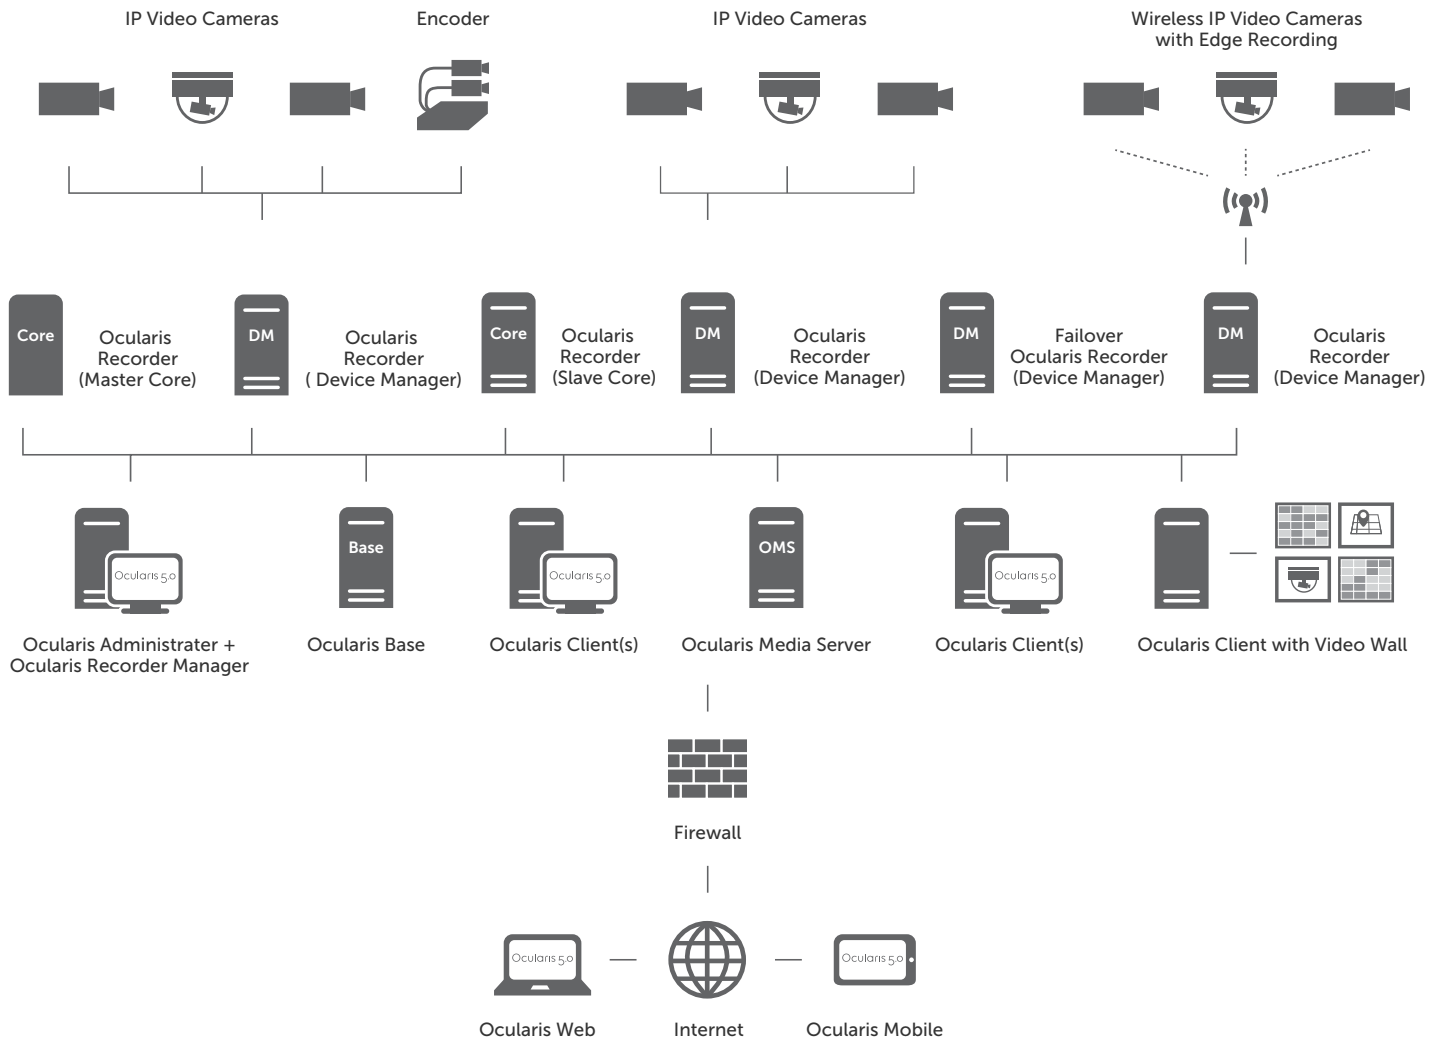 IP Video Cameras
Encoder
IP Video Cameras
Wireless IP Video Cameras
with Edge Recording
Core
Ocularis
Recorder
(Master Core)
DM
Ocularis
Recorder
( Device Manager)
Core
Ocularis
Recorder
(Slave Core)
DM
Ocularis
Recorder
(Device Manager)
DM
Failover
Ocularis Recorder
(Device Manager)
DM
Ocularis
Recorder
(Device Manager)
Ocularis 5.0
Ocularis Administrater +
Ocularis Recorder Manager
Base
Ocularis Base
Ocularis 5.0
Ocularis Client(s)
OMS
Ocularis Media Server
Ocularis 5.0
Ocularis Client(s)
Ocularis Client with Video Wall
Firewall
Ocularis 5.0
Ocularis Web
Internet
Ocularis 5.0
Ocularis Mobile